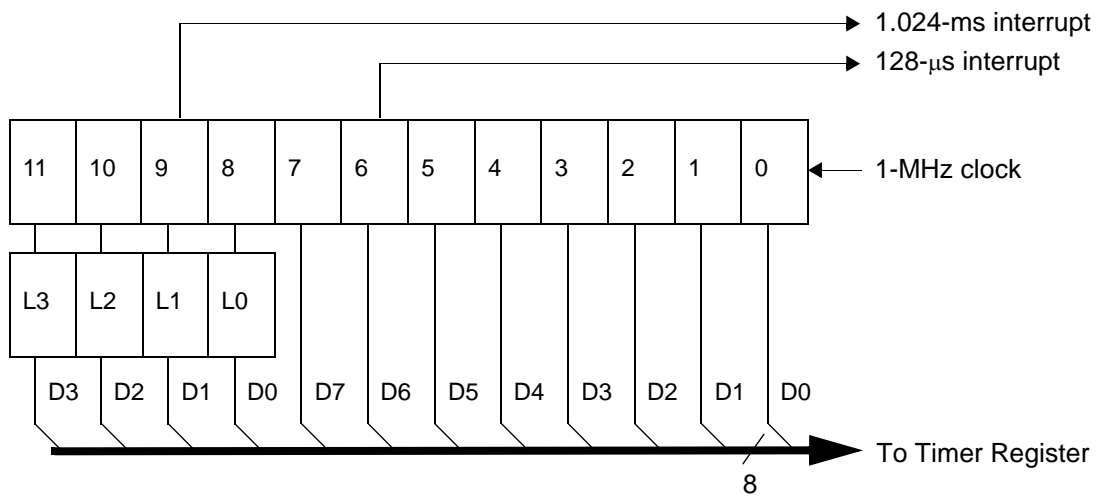 1.024-ms interrupt
128-μs interrupt
11 10 9 8 7 6 5 4 3 2 1 0
1-MHz clock
L3 L2 L1 L0
D3 D2 D1 D0 D7 D6 D5 D4 D3 D2 D1 D0
To Timer Register
8